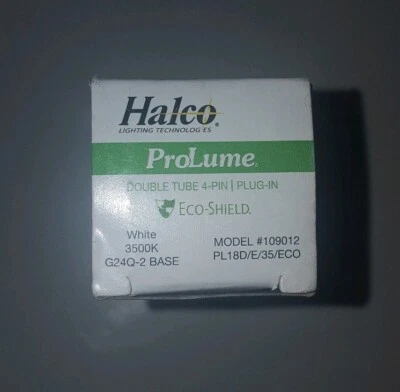 Halco®
LIGHTING TECHNOLOGIES
ProLume®
DOUBLE TUBE 4-PIN | PLUG-IN
ECO-SHIELD.
White
3500K
G24Q-2 BASE
MODEL #109012
PL18D/E/35/ECO